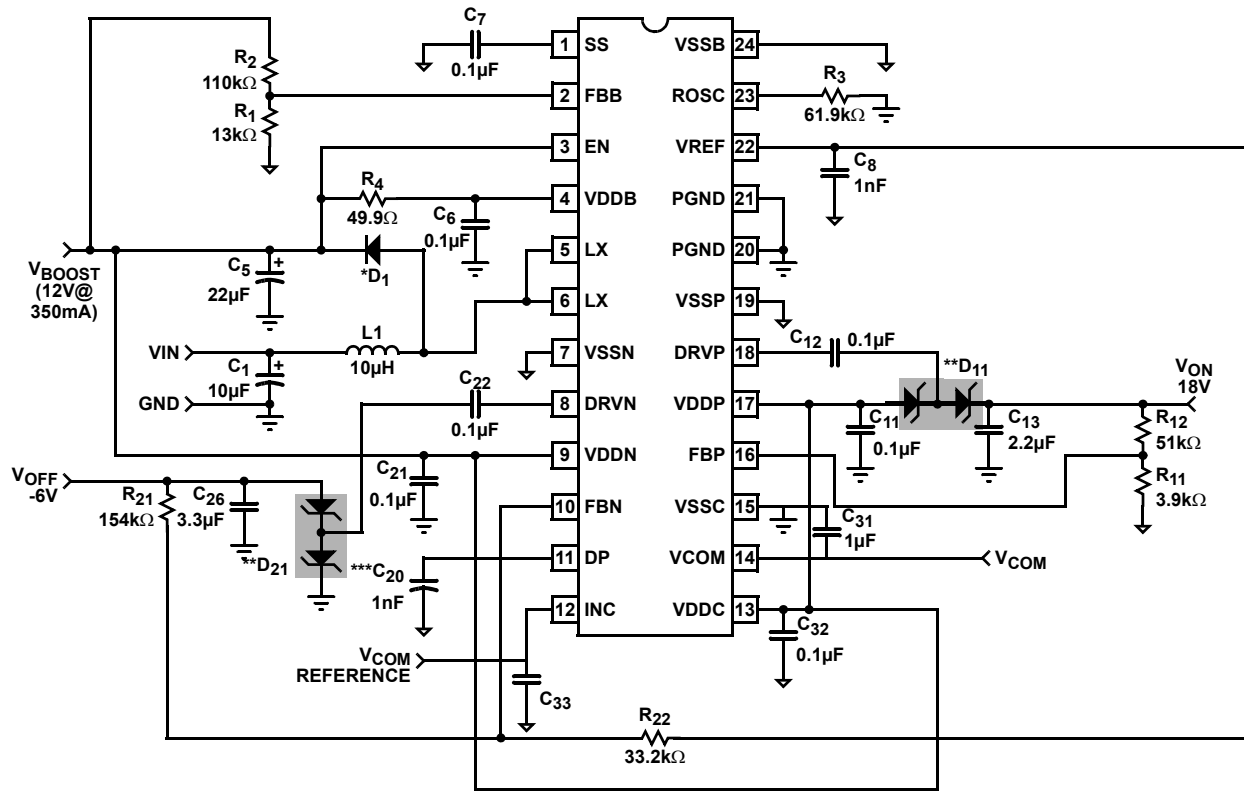 C7
0.1µF
R2
110kΩ
R1
13kΩ
R4
49.9Ω
C6
0.1µF
VBOOST
(12V@
350mA)
C5
+
22µF
*D1
VIN
L1
10µH
C1
+
10µF
GND
C22
0.1µF
VOFF
-6V
R21
154kΩ
C26
3.3µF
**D21
C21
0.1µF
***C20
1nF
VCOM
REFERENCE
C33
R22
33.2kΩ
1 SS
2 FBB
3 EN
4 VDDB
5 LX
6 LX
7 VSSN
8 DRVN
9 VDDN
10 FBN
11 DP
12 INC
VSSB 24
ROSC 23
VREF 22
PGND 21
PGND 20
VSSP 19
DRVP 18
VDDP 17
FBP 16
VSSC 15
VCOM 14
VDDC 13
R3
61.9kΩ
C8
1nF
C12
0.1µF
**D11
VON
18V
C11
0.1µF
C13
2.2µF
R12
51kΩ
R11
3.9kΩ
C31
1µF
VCOM
C32
0.1µF